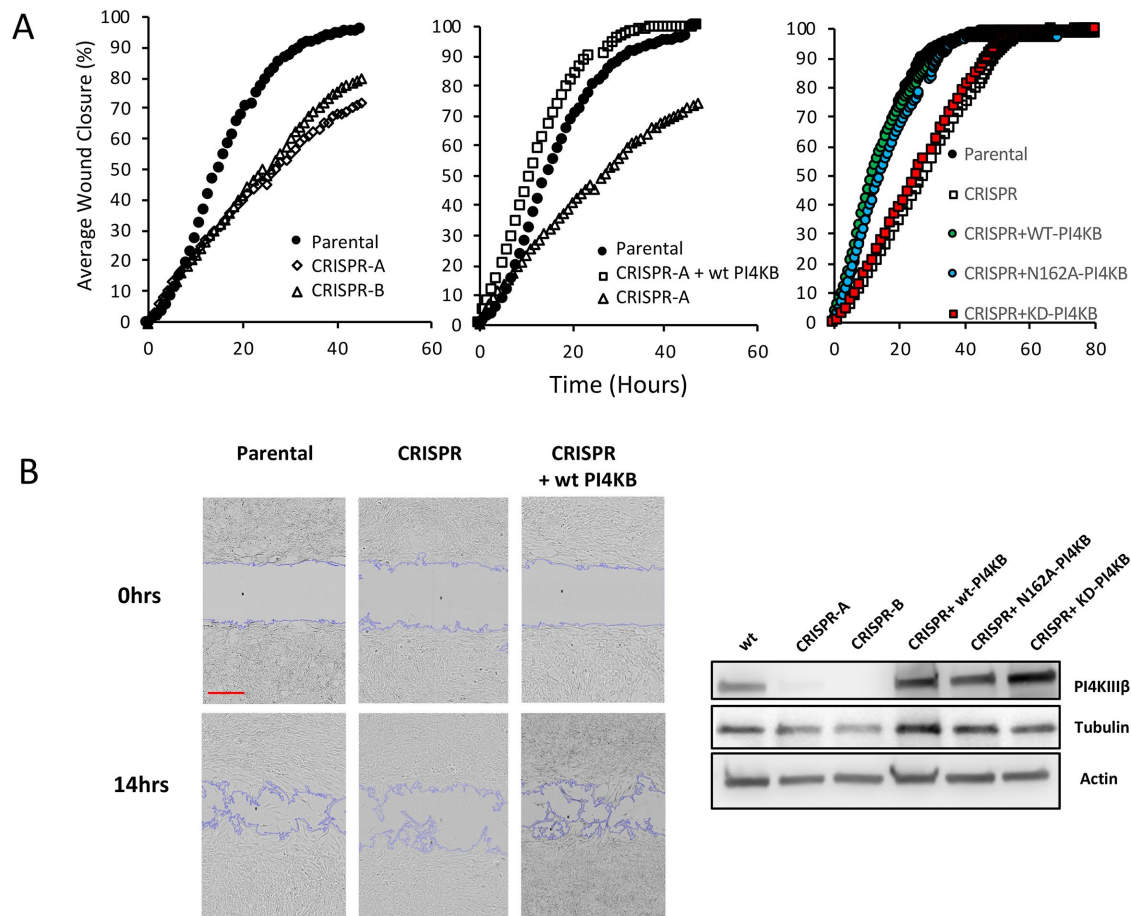 A
Average Wound Closure (%)
100
90
80
70
60
50
40
30
20
10
0
0
20
40
60
Parental
CRISPR-A
CRISPR-B
100
90
80
70
60
50
40
30
20
10
0
0
20
40
60
Parental
CRISPR-A + wt PI4KB
CRISPR-A
100
90
80
70
60
50
40
30
20
10
0
0
20
40
60
80
Parental
CRISPR
CRISPR+WT-PI4KB
CRISPR+N162A-PI4KB
CRISPR+KD-PI4KB
Time (Hours)
B
Parental
CRISPR
CRISPR
+ wt PI4KB
0hrs
14hrs
wt
CRISPR-A
CRISPR-B
CRISPR+ wt-PI4KB
CRISPR+ N162A-PI4KB
CRISPR+ KD-PI4KB
PI4KIIIβ
Tubulin
Actin